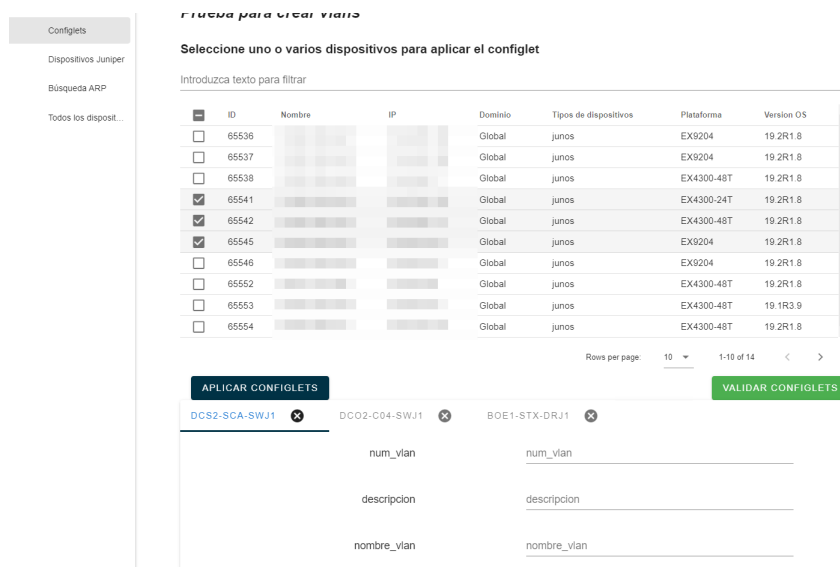 Prueba para crear Vlans
Configlets
Dispositivos Juniper
Búsqueda ARP
Todos los disposit...
Seleccione uno o varios dispositivos para aplicar el configlet
Introduzca texto para filtrar
ID Nombre IP Dominio Tipos de dispositivos Plataforma Version OS
65536 Global junos EX9204 19.2R1.8
65537 Global junos EX9204 19.2R1.8
65538 Global junos EX4300-48T 19.2R1.8
65541 Global junos EX4300-24T 19.2R1.8
65542 Global junos EX4300-48T 19.2R1.8
65545 Global junos EX9204 19.2R1.8
65546 Global junos EX9204 19.2R1.8
65552 Global junos EX4300-48T 19.2R1.8
65553 Global junos EX4300-48T 19.1R3.9
65554 Global junos EX4300-48T 19.2R1.8
Rows per page: 10 1-10 of 14
APLICAR CONFIGLETS VALIDAR CONFIGLETS
DCS2-SCA-SWJ1 DCO2-C04-SWJ1 BOE1-STX-DRJ1
num_vlan num_vlan
descripcion descripcion
nombre_vlan nombre_vlan